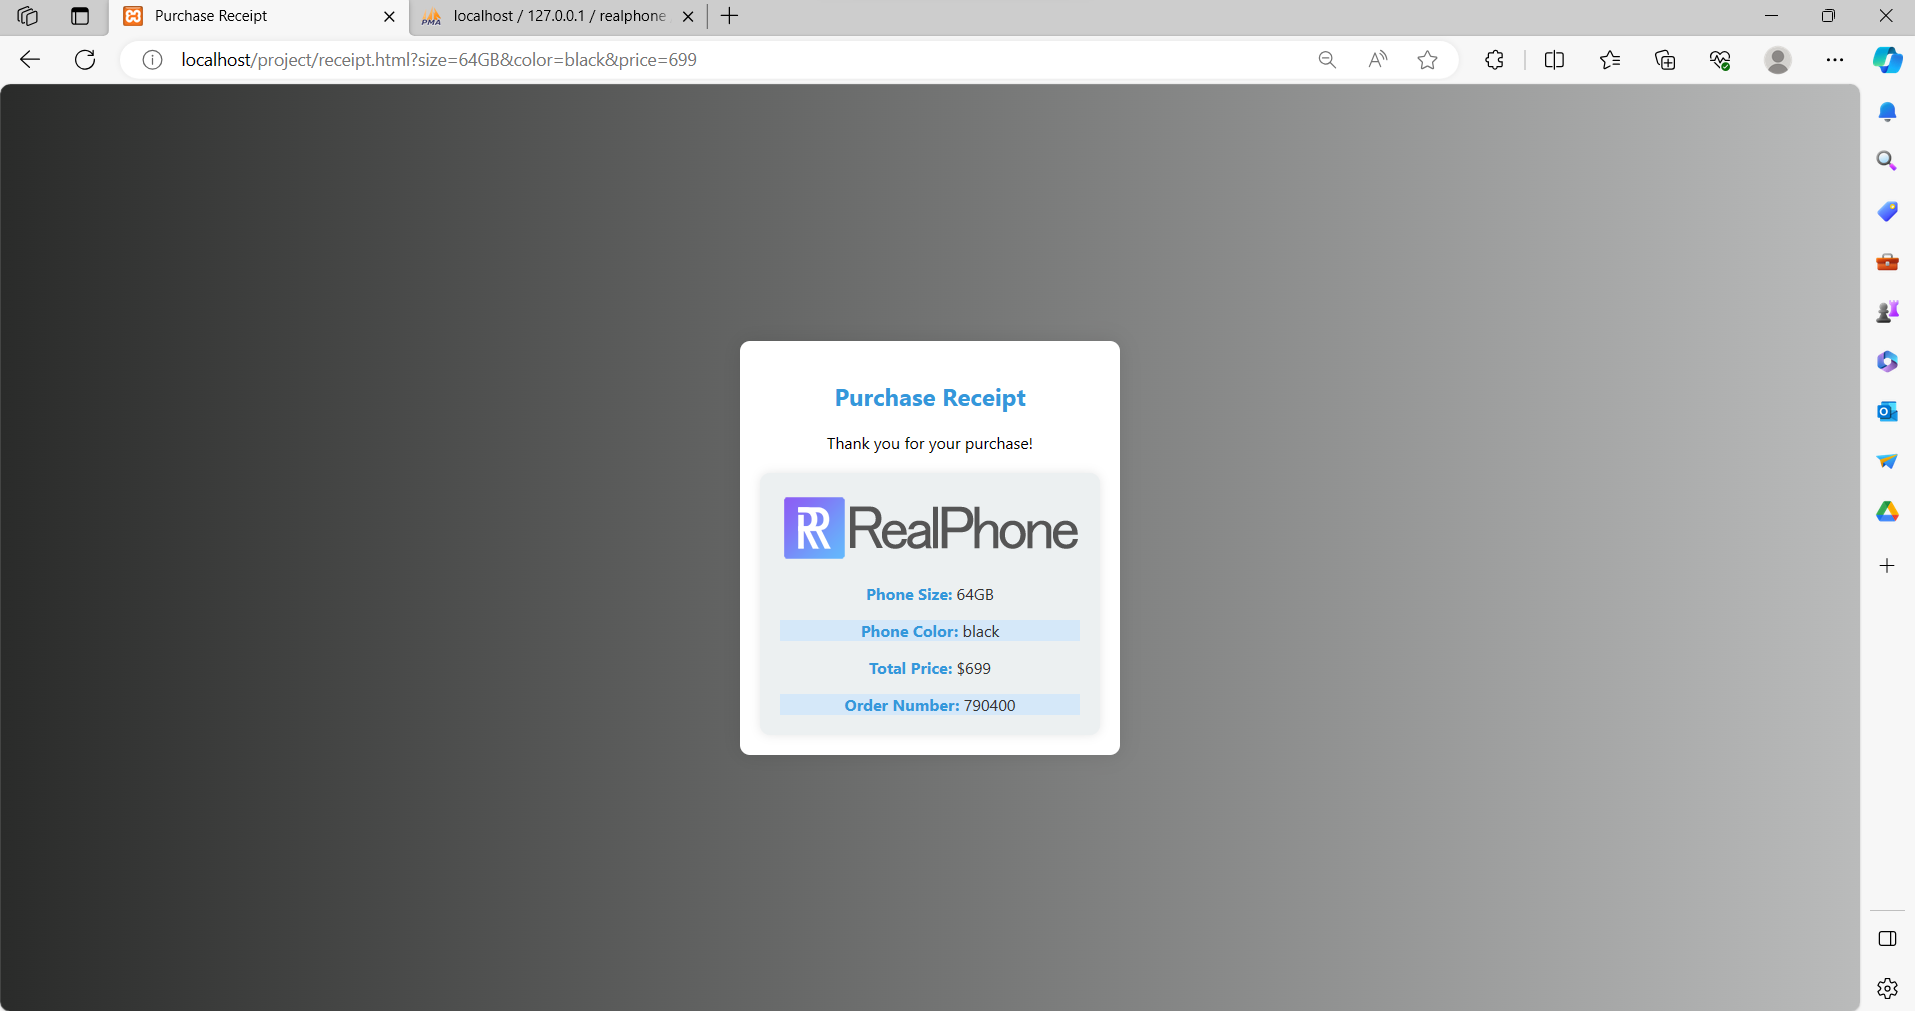 Purchase Receipt
localhost / 127.0.0.1 / realphone
localhost/project/receipt.html?size=64GB&color=black&price=699
Purchase Receipt
Thank you for your purchase!
RealPhone
Phone Size: 64GB
Phone Color: black
Total Price: $699
Order Number: 790400